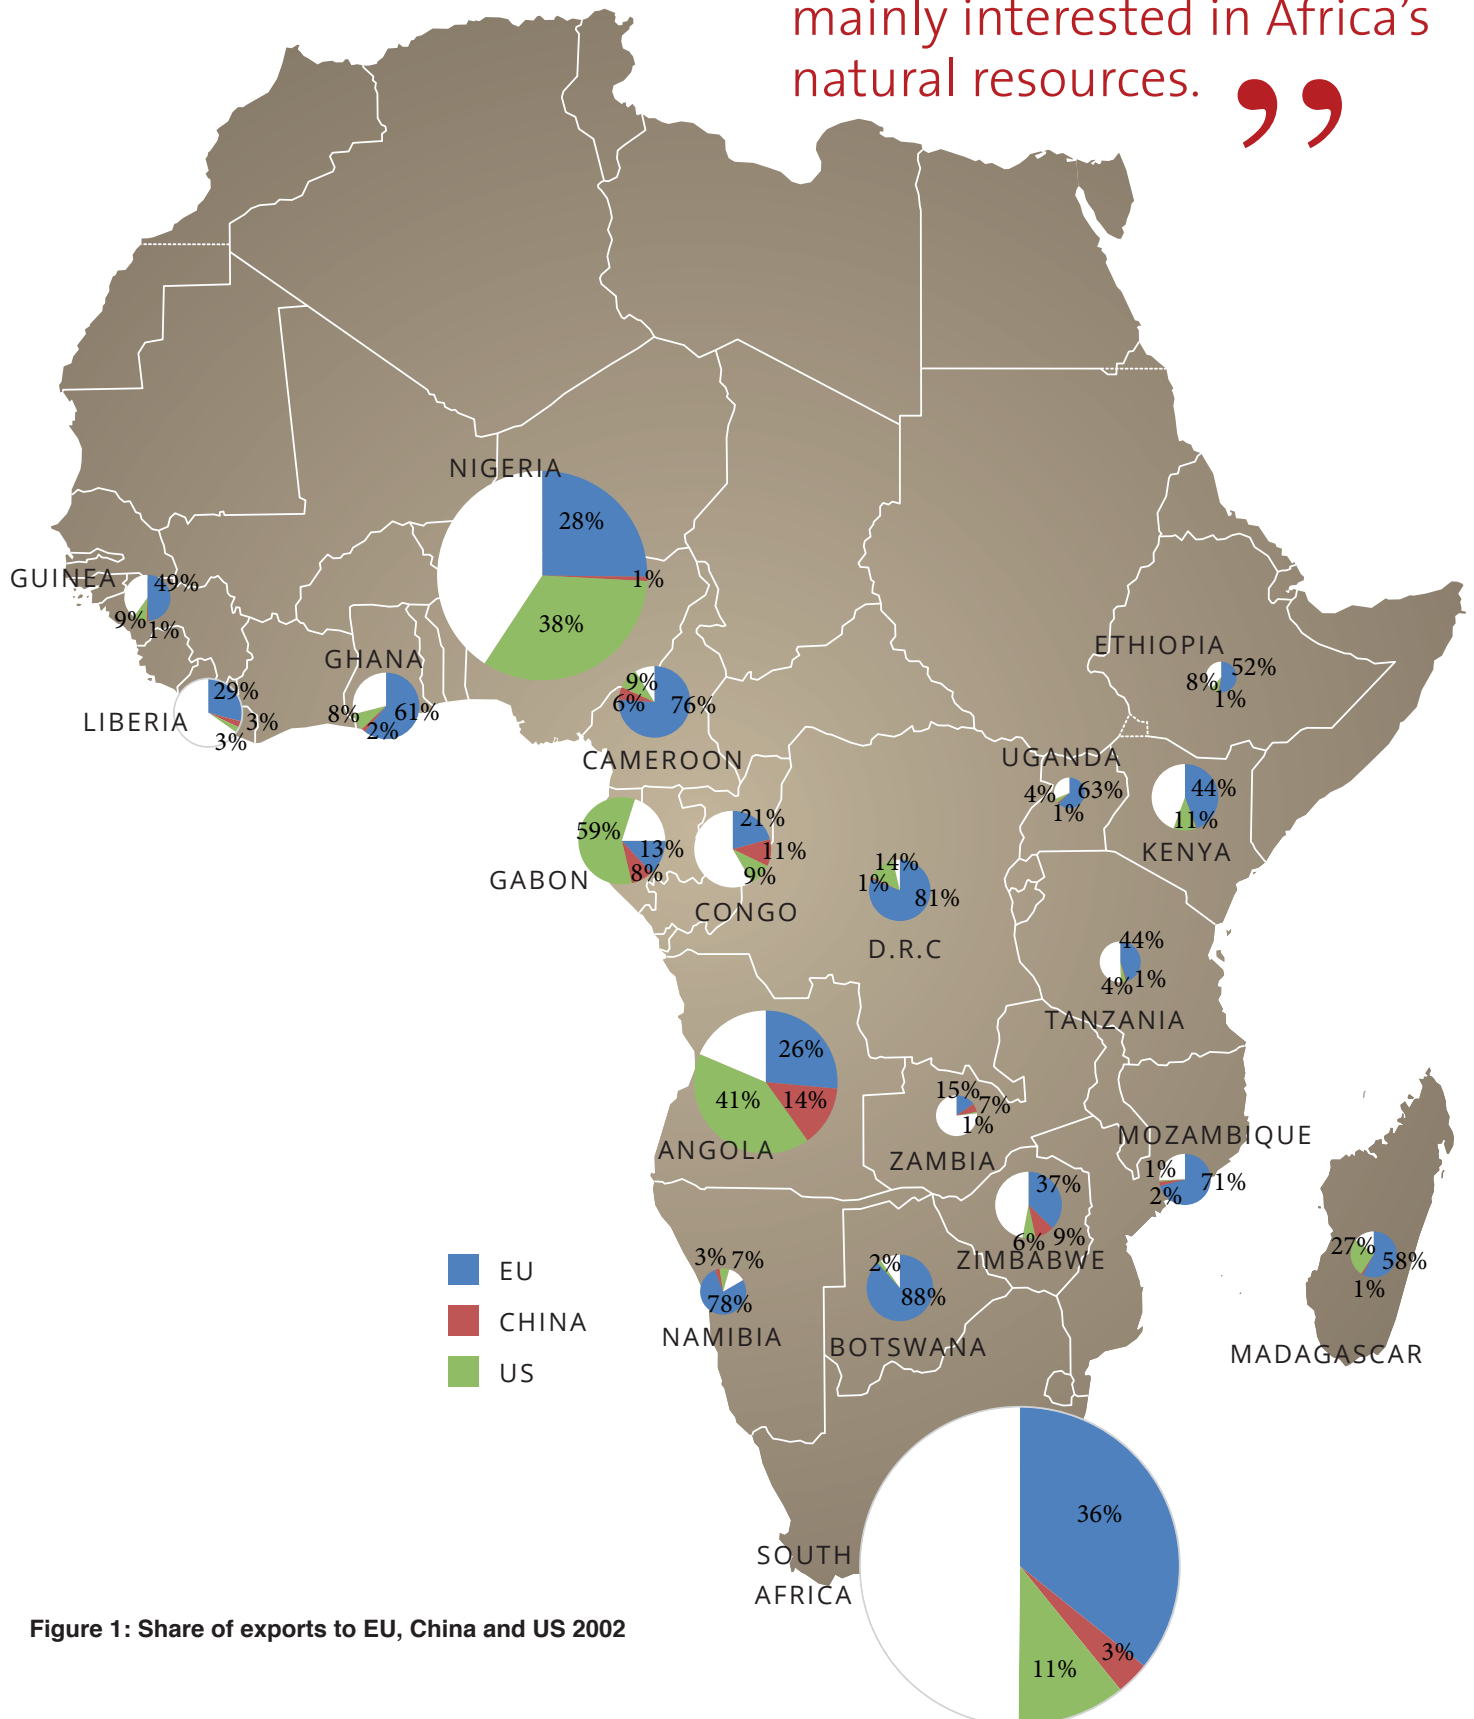 mainly interested in Africa's
natural resources.
”
NIGERIA
28%
1%
38%
GUINEA
49%
9%
1%
GHANA
61%
8%
2%
LIBERIA
29%
3%
3%
9%
6%
76%
CAMEROON
ETHIOPIA
52%
8%
1%
UGANDA
4%
63%
1%
44%
11%
KENYA
59%
13%
8%
GABON
21%
11%
9%
CONGO
14%
1%
81%
D.R.C
44%
4%
1%
TANZANIA
26%
41%
14%
ANGOLA
15%
7%
1%
ZAMBIA
MOZAMBIQUE
1%
71%
2%
37%
9%
6%
ZIMBABWE
27%
58%
1%
MADAGASCAR
3%
7%
78%
NAMIBIA
2%
88%
BOTSWANA
EU
CHINA
US
36%
3%
11%
SOUTH
AFRICA
Figure 1: Share of exports to EU, China and US 2002